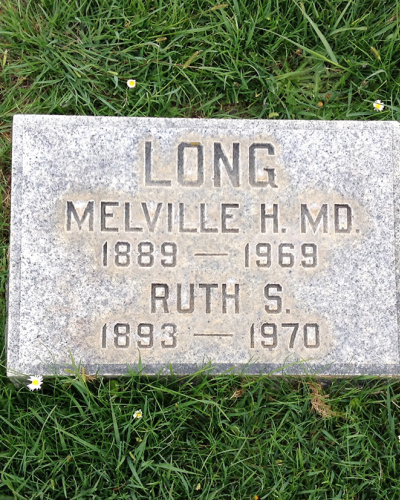 LONG
MELVILLE H. MD.
1889 — 1969
RUTH S.
1893 — 1970